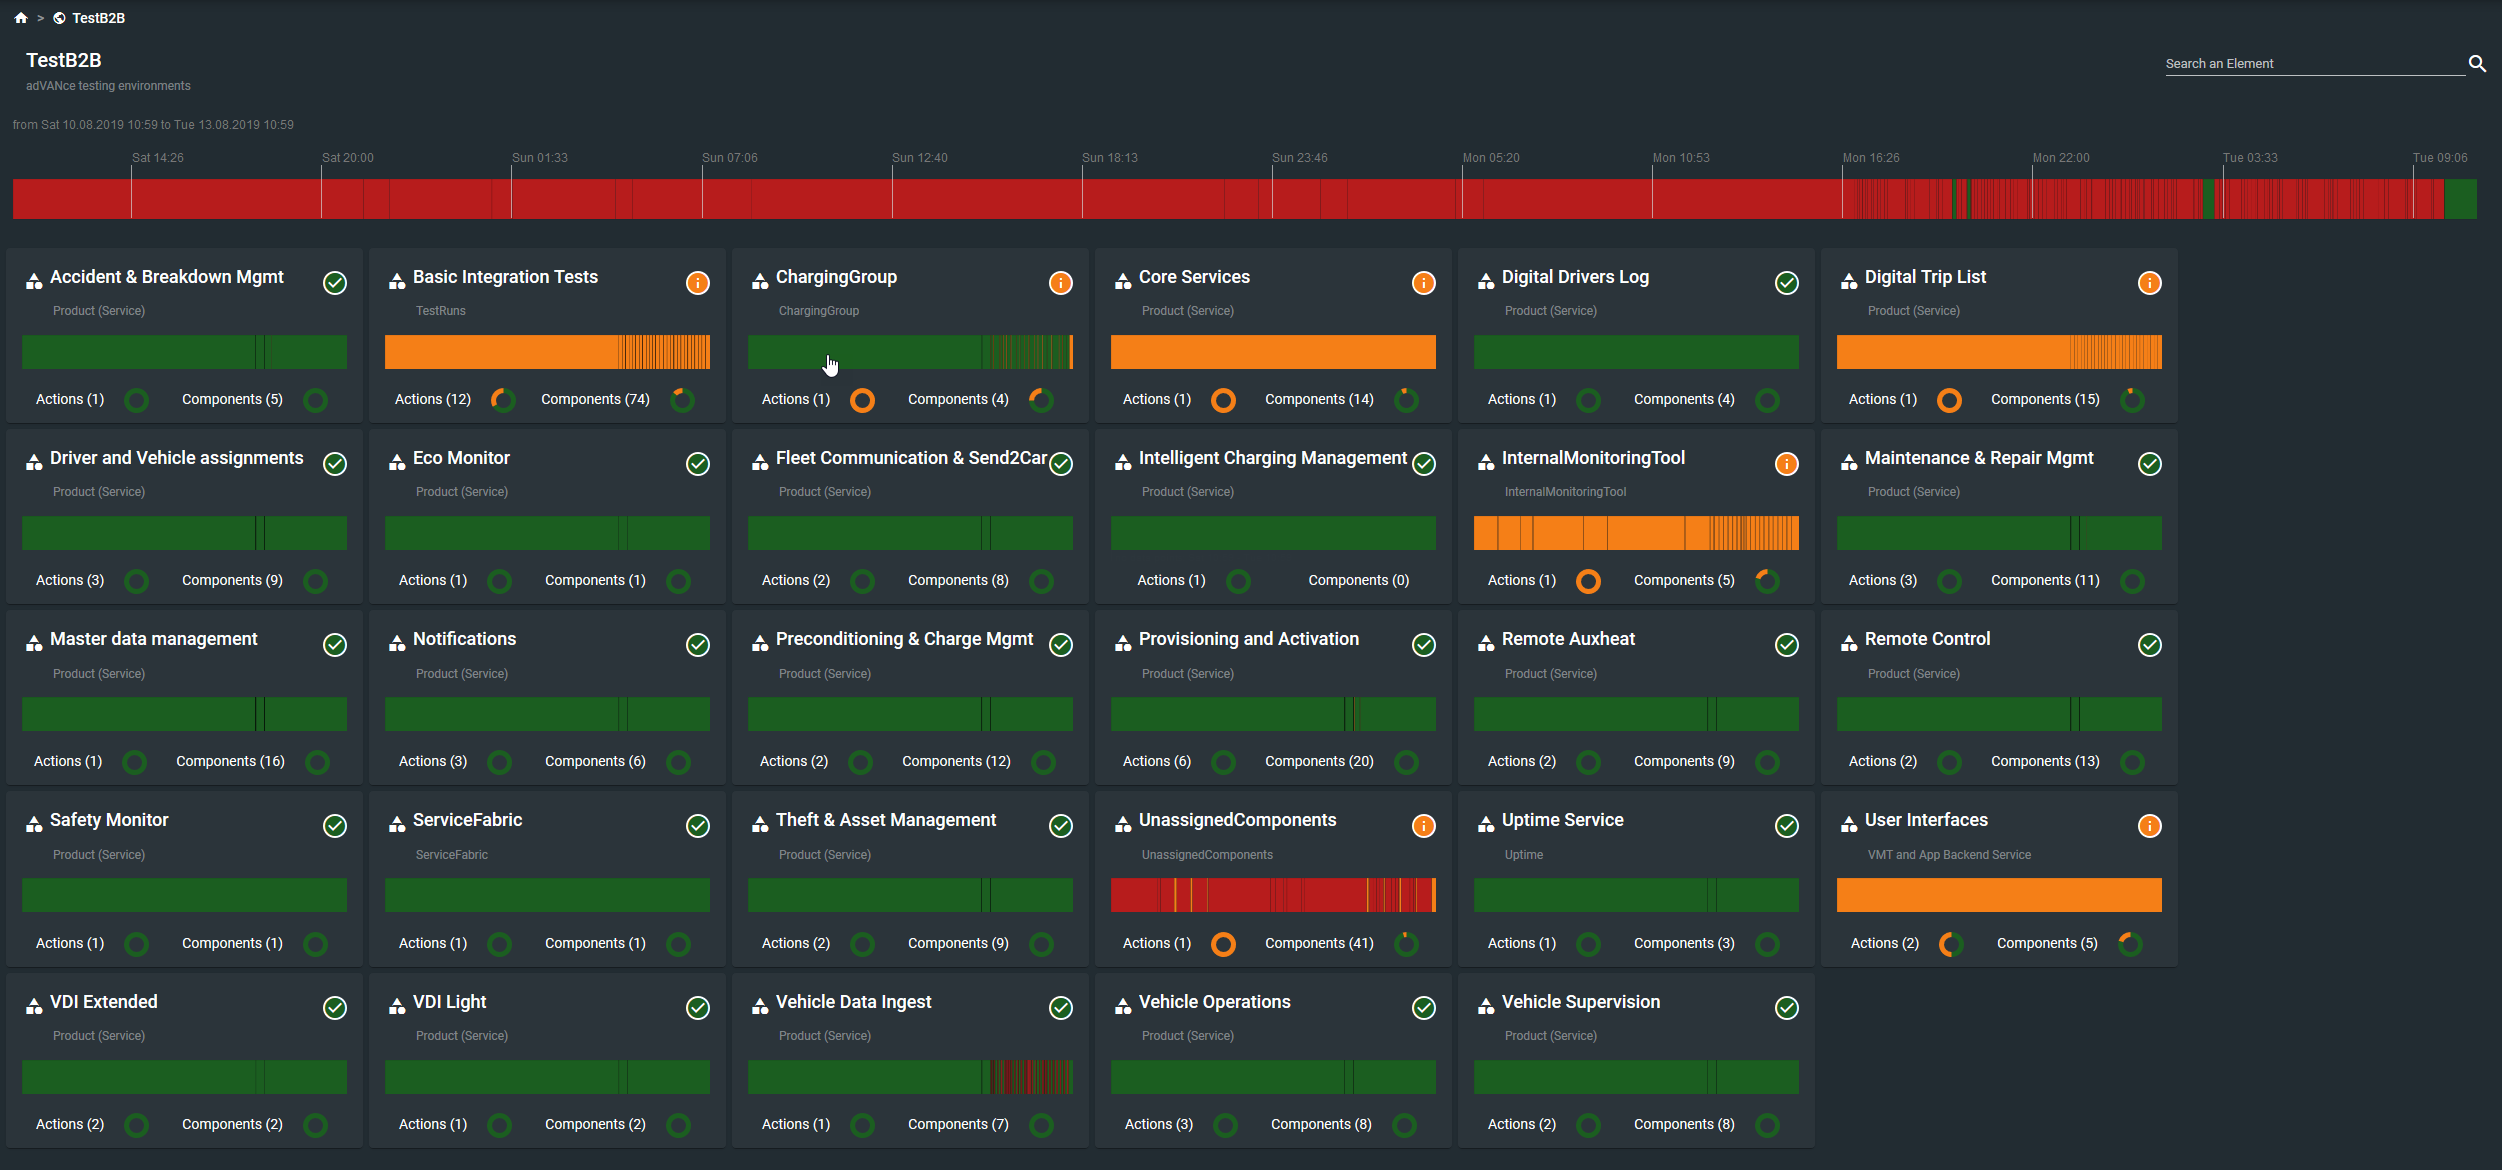 > TestB2B
TestB2B
adVANce testing environments
Search an Element
from Sat 10.08.2019 10:59 to Tue 13.08.2019 10:59
Sat 14:26 Sat 20:00 Sun 01:33 Sun 07:06 Sun 12:40 Sun 18:13 Sun 23:46 Mon 05:20 Mon 10:53 Mon 16:26 Mon 22:00 Tue 03:33 Tue 09:06
Accident & Breakdown Mgmt
Product (Service)
Actions (1) Components (5)
Basic Integration Tests
TestRuns
Actions (12) Components (74)
ChargingGroup
ChargingGroup
Actions (1) Components (4)
Core Services
Product (Service)
Actions (1) Components (14)
Digital Drivers Log
Product (Service)
Actions (1) Components (4)
Digital Trip List
Product (Service)
Actions (1) Components (15)
Driver and Vehicle assignments
Product (Service)
Actions (3) Components (9)
Eco Monitor
Product (Service)
Actions (1) Components (1)
Fleet Communication & Send2Car
Product (Service)
Actions (2) Components (8)
Intelligent Charging Management
Product (Service)
Actions (1) Components (0)
InternalMonitoringTool
InternalMonitoringTool
Actions (1) Components (5)
Maintenance & Repair Mgmt
Product (Service)
Actions (3) Components (11)
Master data management
Product (Service)
Actions (1) Components (16)
Notifications
Product (Service)
Actions (3) Components (6)
Preconditioning & Charge Mgmt
Product (Service)
Actions (2) Components (12)
Provisioning and Activation
Product (Service)
Actions (6) Components (20)
Remote Auxheat
Product (Service)
Actions (2) Components (9)
Remote Control
Product (Service)
Actions (2) Components (13)
Safety Monitor
Product (Service)
Actions (1) Components (1)
ServiceFabric
ServiceFabric
Actions (1) Components (1)
Theft & Asset Management
Product (Service)
Actions (2) Components (9)
UnassignedComponents
UnassignedComponents
Actions (1) Components (41)
Uptime Service
Uptime
Actions (1) Components (3)
User Interfaces
VMT and App Backend Service
Actions (2) Components (5)
VDI Extended
Product (Service)
Actions (2) Components (2)
VDI Light
Product (Service)
Actions (1) Components (2)
Vehicle Data Ingest
Product (Service)
Actions (1) Components (7)
Vehicle Operations
Product (Service)
Actions (3) Components (8)
Vehicle Supervision
Product (Service)
Actions (2) Components (8)